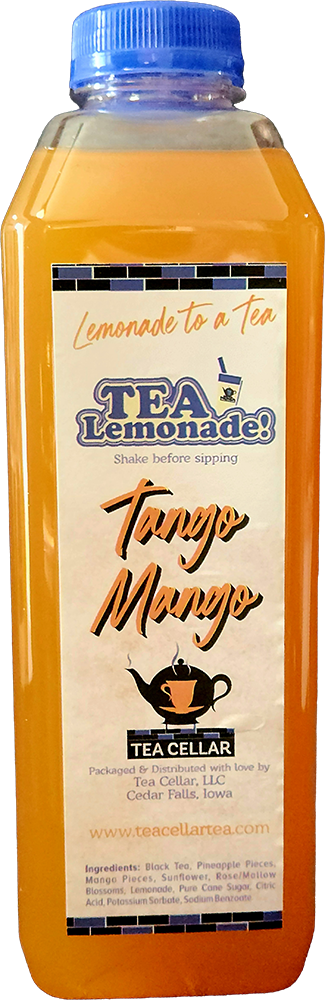 Lemonade to a Tea
TEA
Lemonade!
Shake before sipping
Tango
Mango
TEA CELLAR
Packaged & Distributed with love by
Tea Cellar, LLC
Cedar Falls, Iowa
www.teacellartea.com
Ingredients: Black Tea, Pineapple Pieces,
Mango Pieces, Sunflower, Rose/Mallow
Blossoms, Lemonade, Pure Cane Sugar, Citric
Acid, Potassium Sorbate, Sodium Benzoate